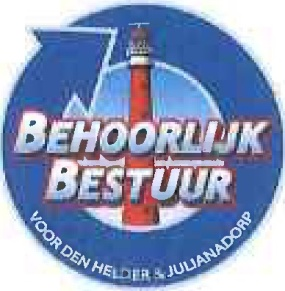 BEHOORLIJK
BESTUUR
VOOR DEN HELDER & JULIANADORP